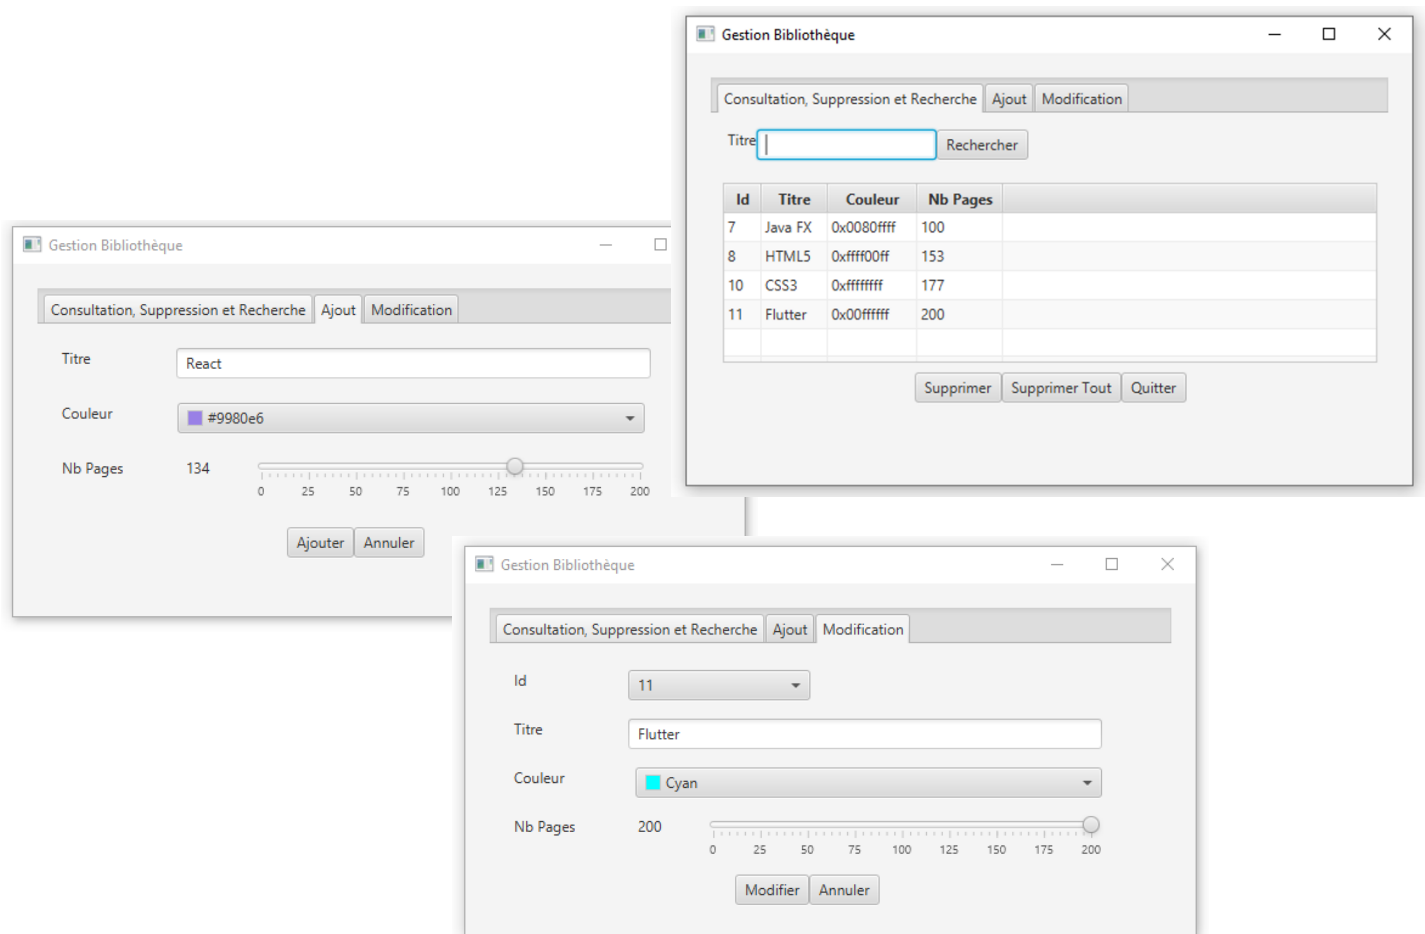 Gestion Bibliothèque
Consultation, Suppression et Recherche Ajout Modification
Titre Rechercher
Id Titre Couleur Nb Pages
7 Java FX 0x0080ffff 100
8 HTML5 0xffff00ff 153
10 CSS3 0xffffffff 177
11 Flutter 0x00ffffff 200
Supprimer Supprimer Tout Quitter
Gestion Bibliothèque
Consultation, Suppression et Recherche Ajout Modification
Titre React
Couleur #9980e6
Nb Pages 134
0 25 50 75 100 125 150 175 200
Ajouter Annuler
Gestion Bibliothèque
Consultation, Suppression et Recherche Ajout Modification
Id 11
Titre Flutter
Couleur Cyan
Nb Pages 200
0 25 50 75 100 125 150 175 200
Modifier Annuler